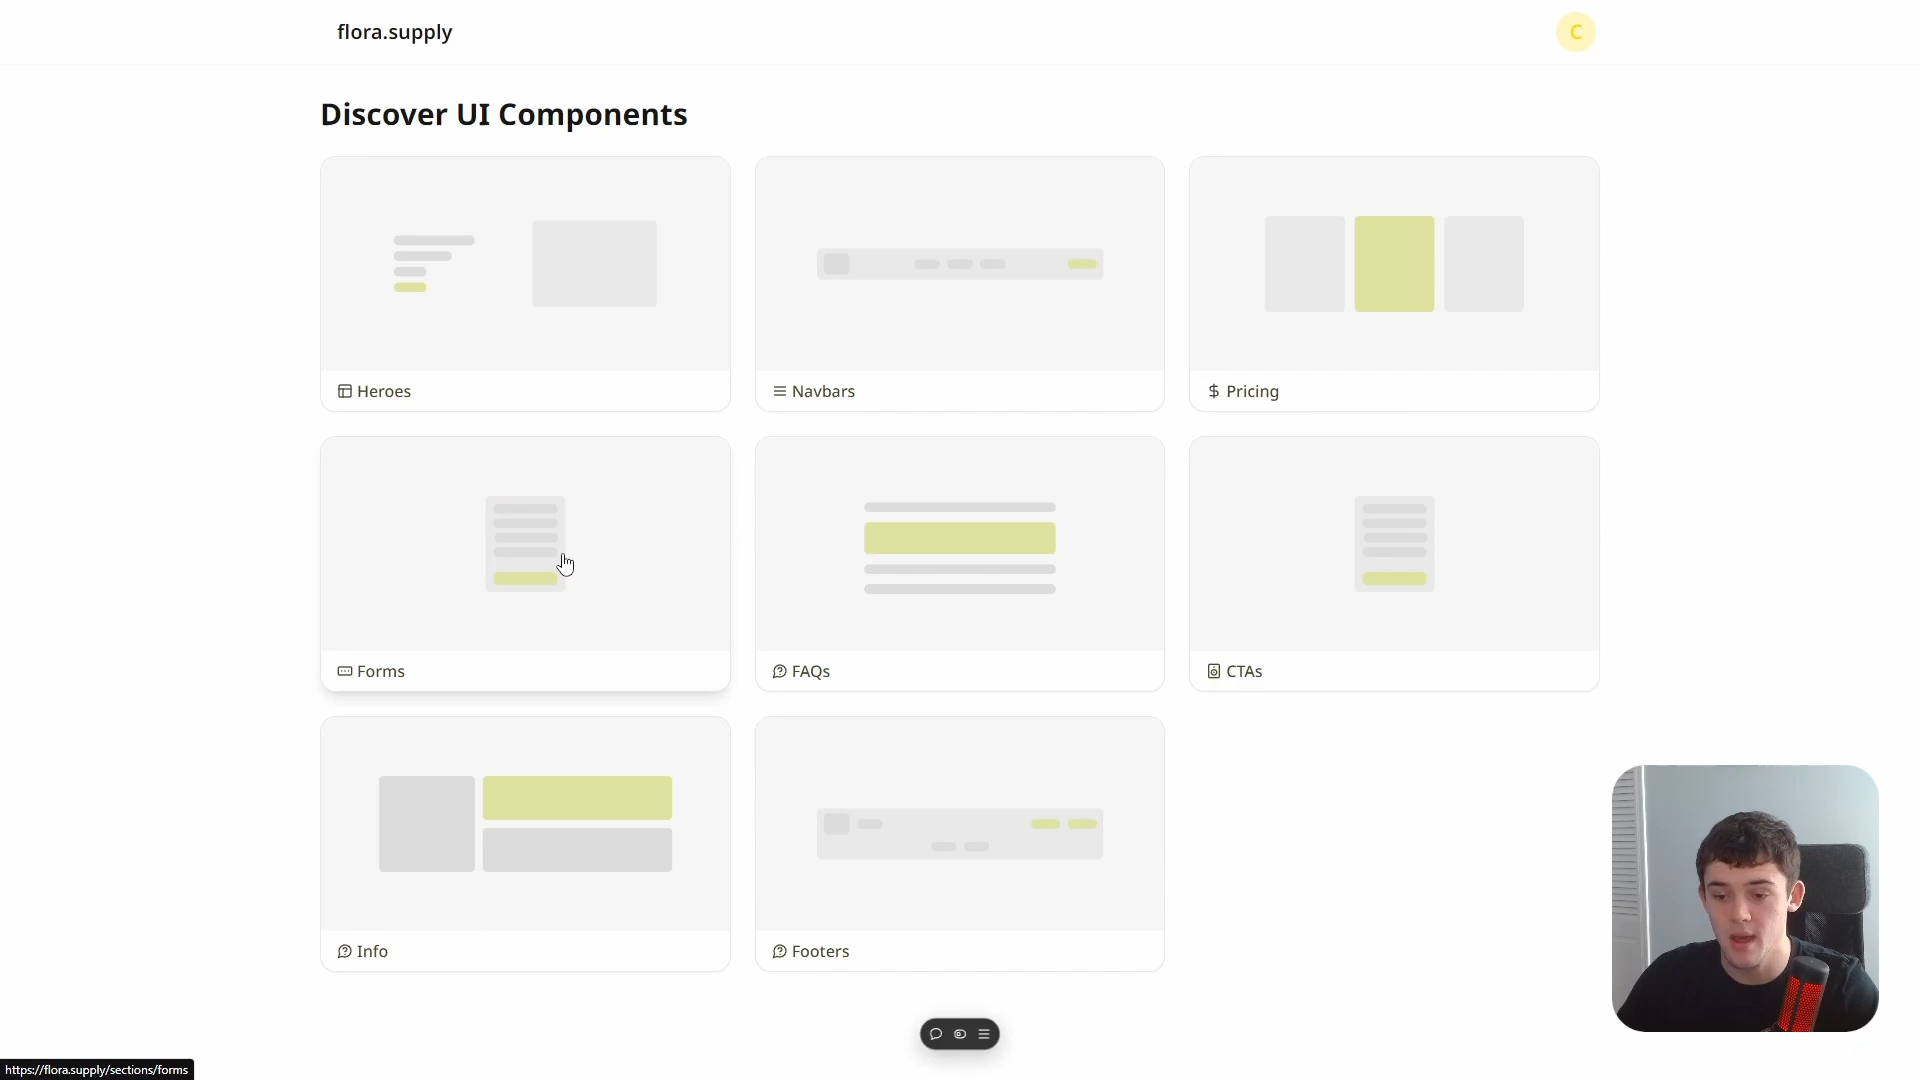 flora.supply
C
Discover UI Components
Heroes
Navbars
Pricing
Forms
FAQs
CTAs
Info
Footers
https://flora.supply/sections/forms